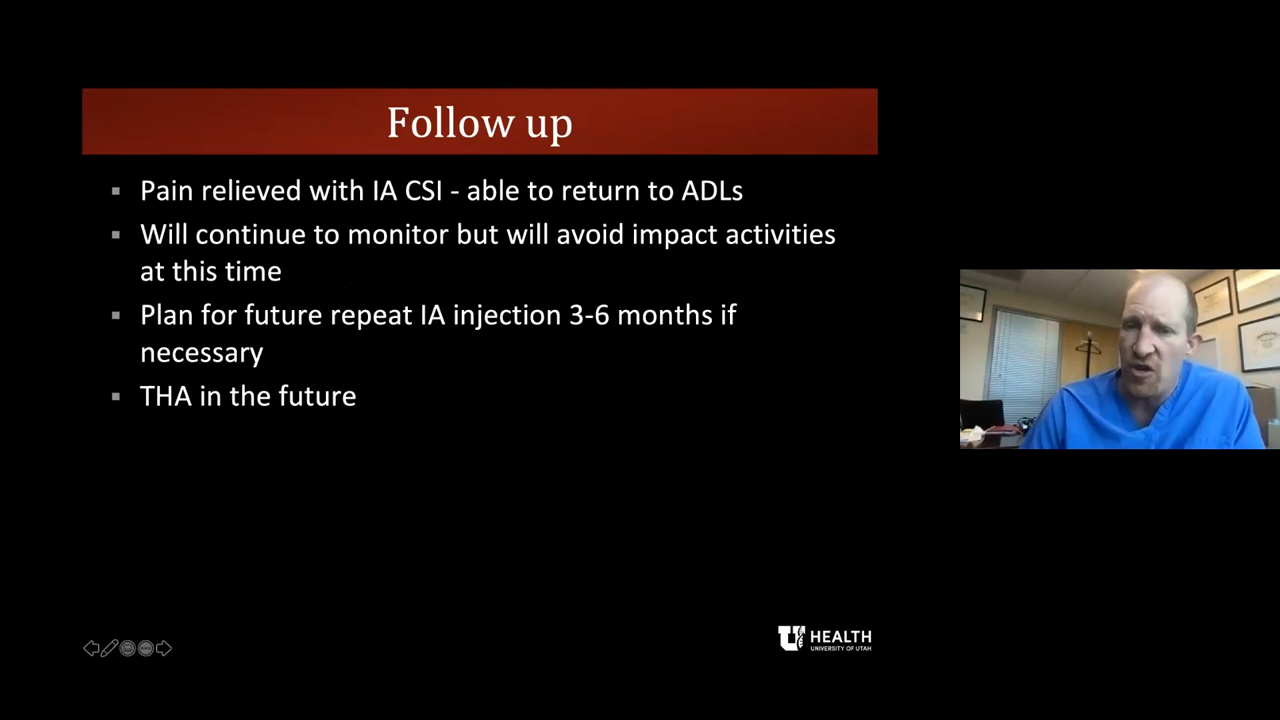 Follow up
Pain relieved with IA CSI - able to return to ADLs
Will continue to monitor but will avoid impact activities
at this time
Plan for future repeat IA injection 3-6 months if
necessary
THA in the future
U HEALTH
UNIVERSITY OF UTAH